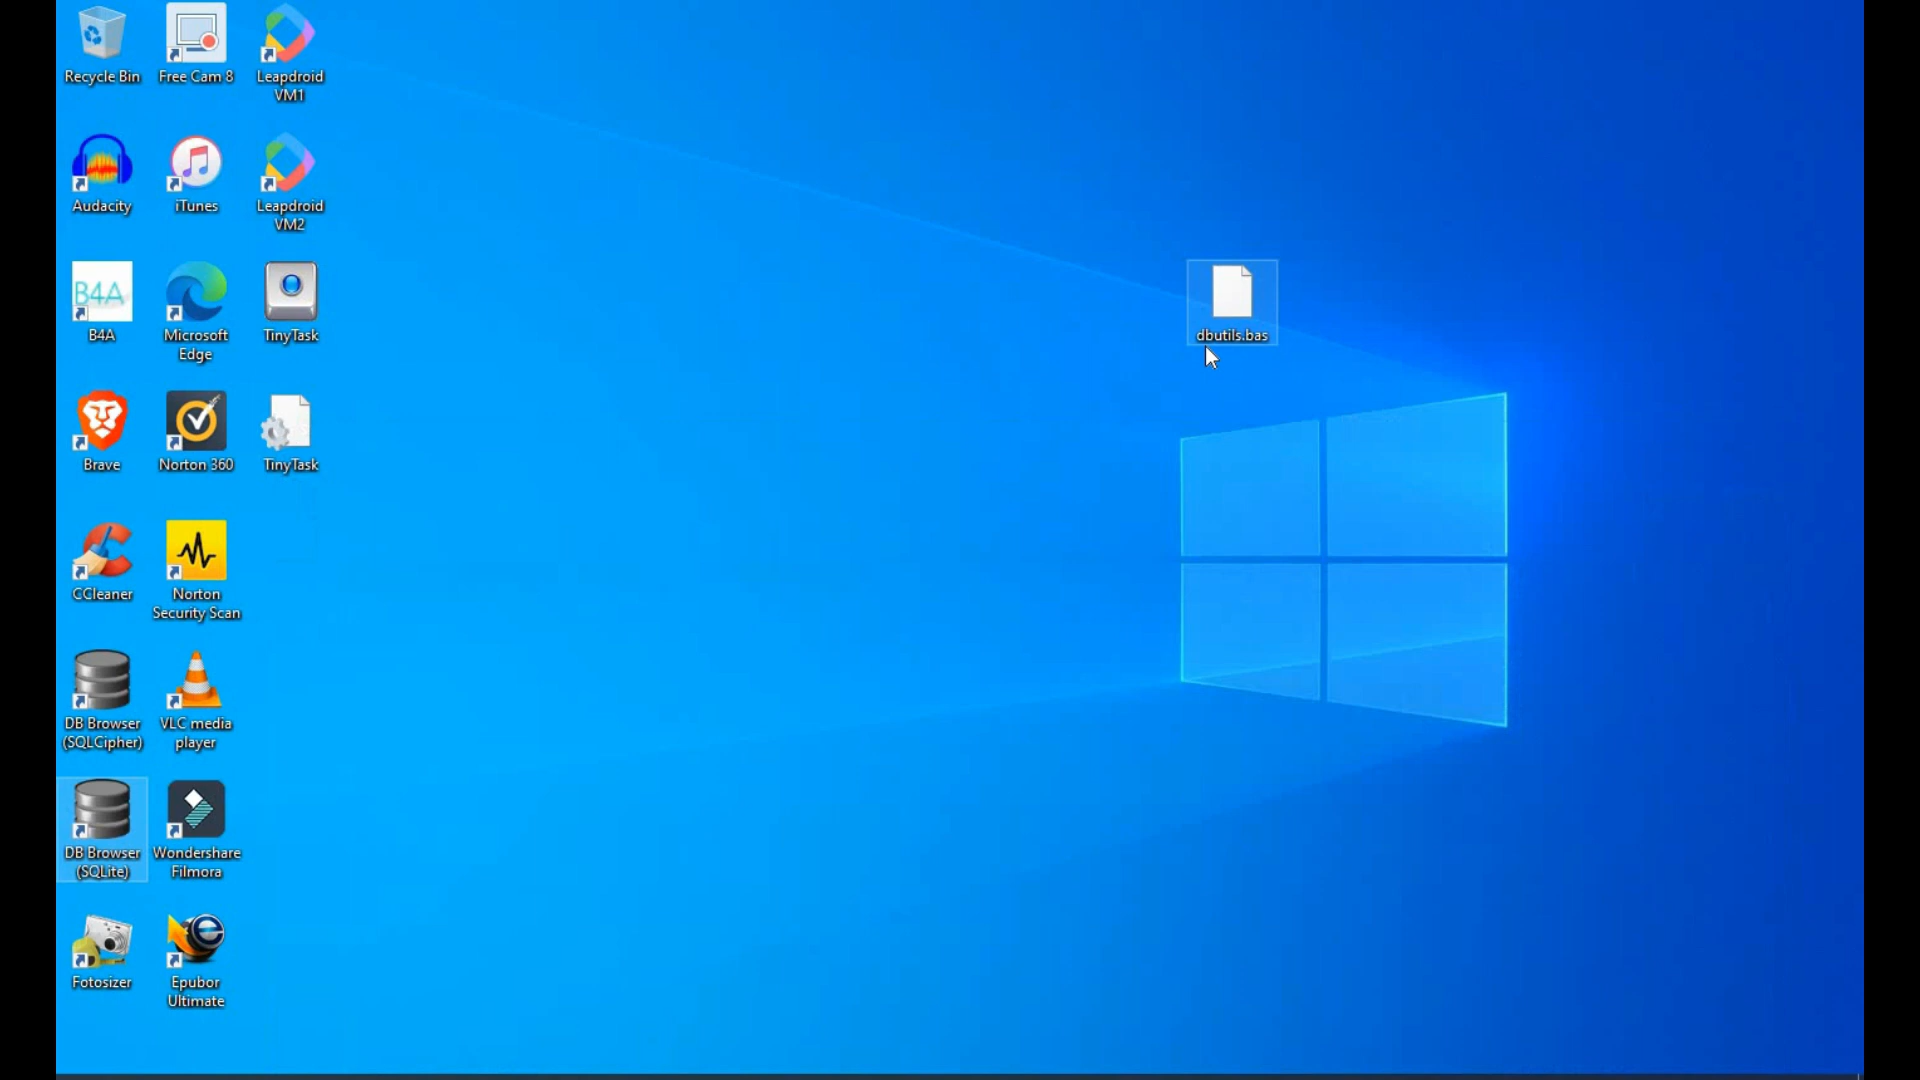 Recycle Bin
Free Cam 8
Leapdroid
VM1
Audacity
iTunes
Leapdroid
VM2
B4A
B4A
Microsoft
Edge
TinyTask
dbutils.bas
Brave
Norton 360
TinyTask
CCleaner
Norton
Security Scan
DB Browser
(SQLCipher)
VLC media
player
DB Browser
(SQLite)
Wondershare
Filmora
Fotosizer
Epubor
Ultimate